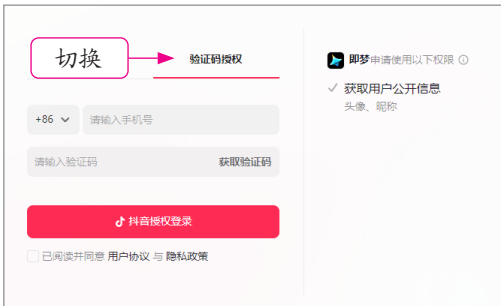 切换
验证码授权
+86
请输入手机号
请输入验证码
获取验证码
抖音授权登录
已阅读并同意 用户协议 与 隐私政策
即梦申请使用以下权限
获取用户公开信息
头像、昵称